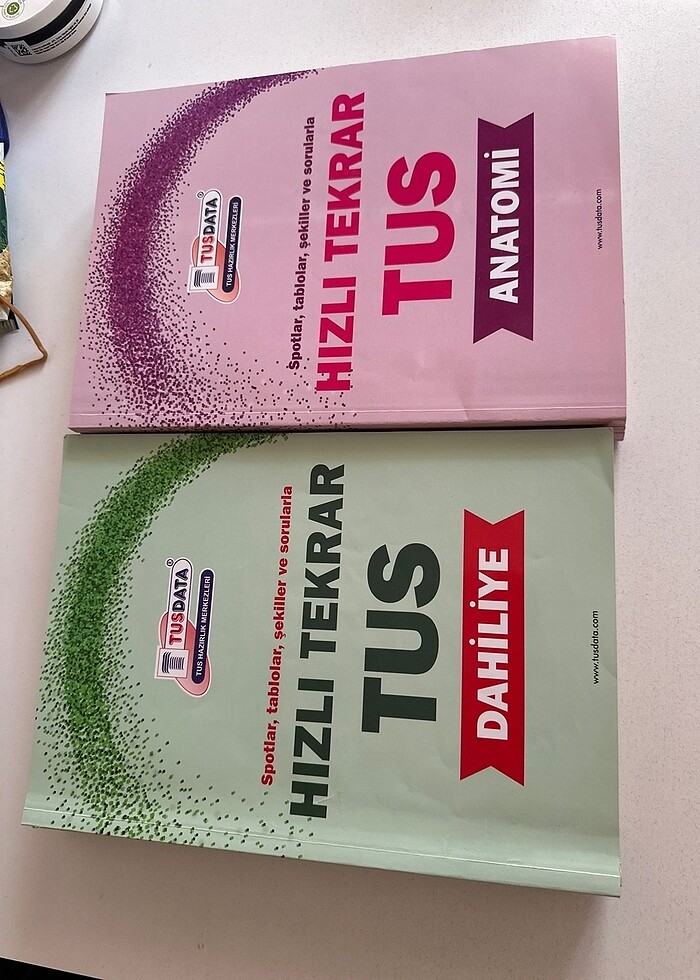 TUSDATA
TUS HAZIRLIK MERKEZLERİ
Spotlar, tablolar, şekiller ve sorularla
HIZLI TEKRAR
TUS
ANATOMİ
www.tusdata.com
TUSDATA
TUS HAZIRLIK MERKEZLERİ
Spotlar, tablolar, şekiller ve sorularla
HIZLI TEKRAR
TUS
DAHİLİYE
www.tusdata.com